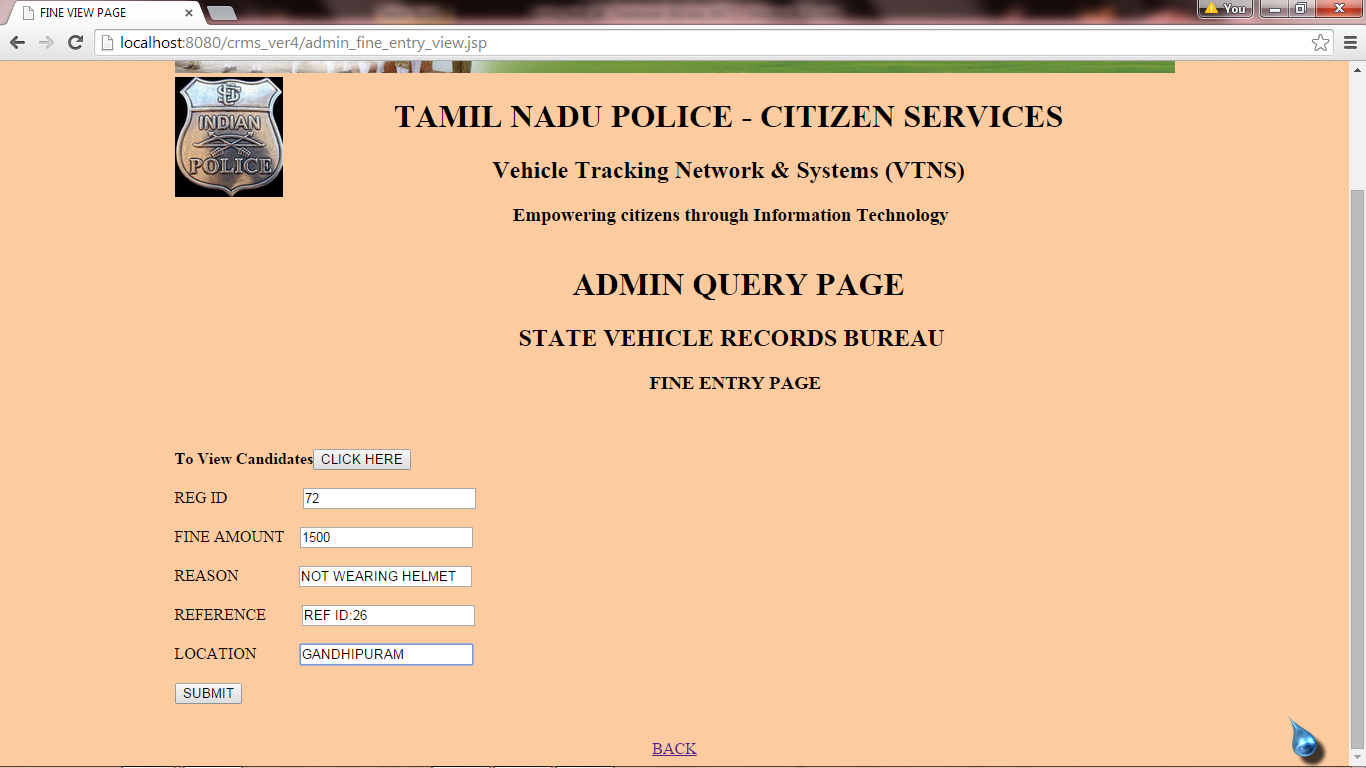 FINE VIEW PAGE
You
localhost:8080/crms_ver4/admin_fine_entry_view.jsp
INDIAN
POLICE
TAMIL NADU POLICE - CITIZEN SERVICES
Vehicle Tracking Network & Systems (VTNS)
Empowering citizens through Information Technology
ADMIN QUERY PAGE
STATE VEHICLE RECORDS BUREAU
FINE ENTRY PAGE
To View Candidates CLICK HERE
REG ID 72
FINE AMOUNT 1500
REASON NOT WEARING HELMET
REFERENCE REF ID:26
LOCATION GANDHIPURAM
SUBMIT
BACK